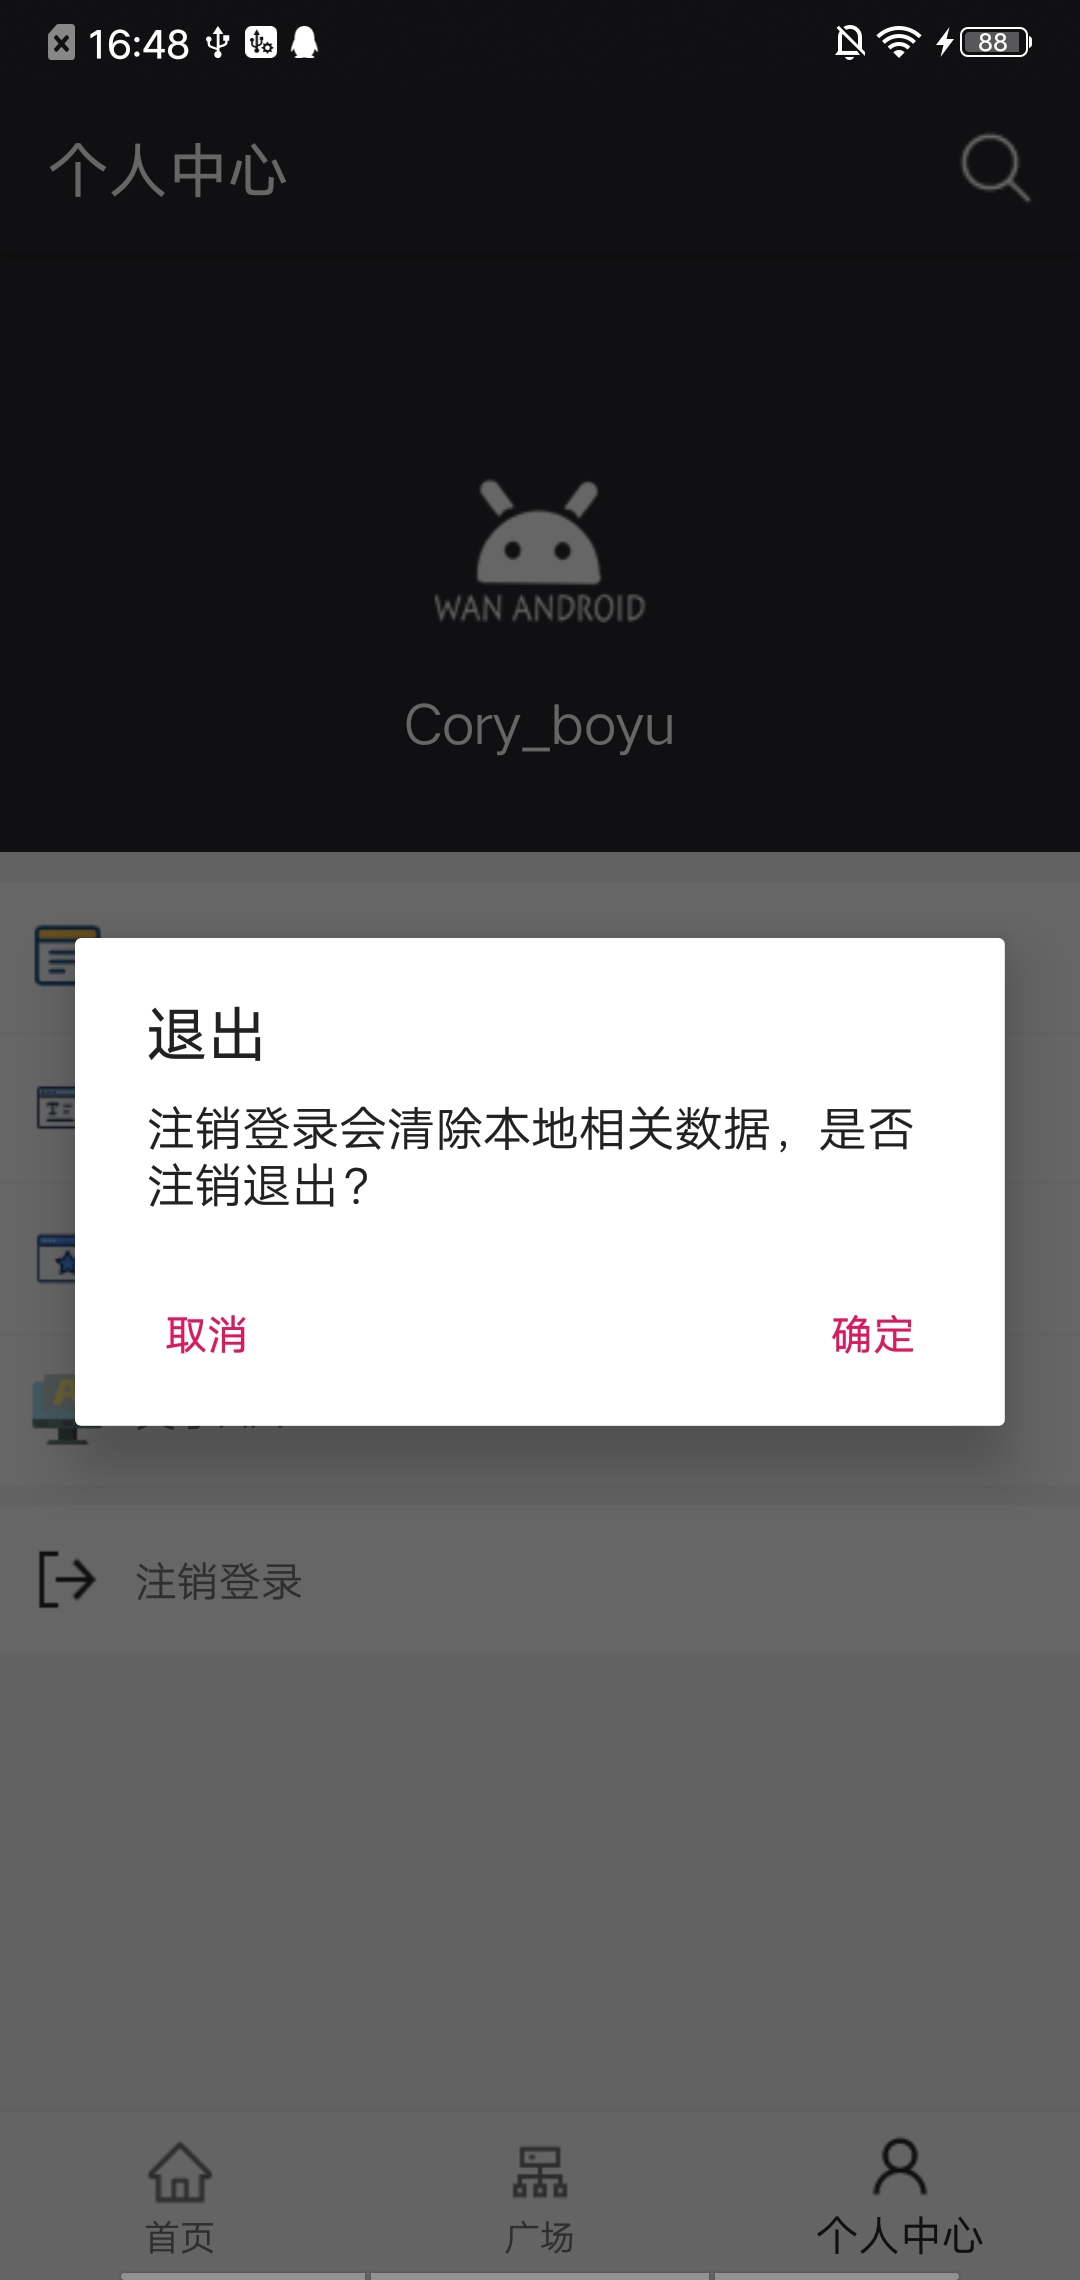 16:48
88
个人中心
WAN ANDROID
Cory_boyu
退出
注销登录会清除本地相关数据，是否
注销退出？
取消
确定
注销登录
首页
广场
个人中心